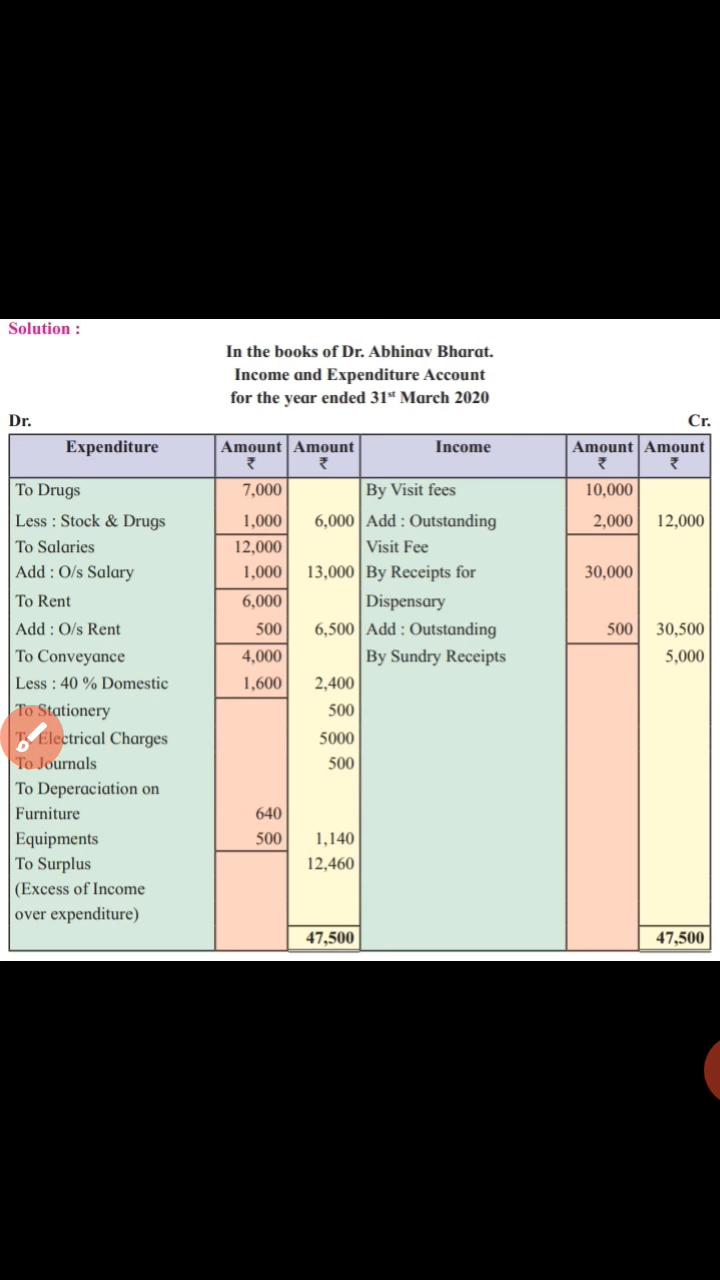 Solution :
In the books of Dr. Abhinav Bharat.
Income and Expenditure Account
for the year ended 31st March 2020
Dr. Cr.
Expenditure Amount ₹ Amount ₹ Income Amount ₹ Amount ₹
To Drugs 7,000 By Visit fees 10,000
Less : Stock & Drugs 1,000 6,000 Add : Outstanding 2,000 12,000
To Salaries 12,000 Visit Fee
Add : O/s Salary 1,000 13,000 By Receipts for 30,000
To Rent 6,000 Dispensary
Add : O/s Rent 500 6,500 Add : Outstanding 500 30,500
To Conveyance 4,000 By Sundry Receipts 5,000
Less : 40 % Domestic 1,600 2,400
To Stationery 500
To Electrical Charges 5000
To Journals 500
To Deperaciation on
Furniture 640
Equipments 500 1,140
To Surplus 12,460
(Excess of Income
over expenditure)
47,500 47,500